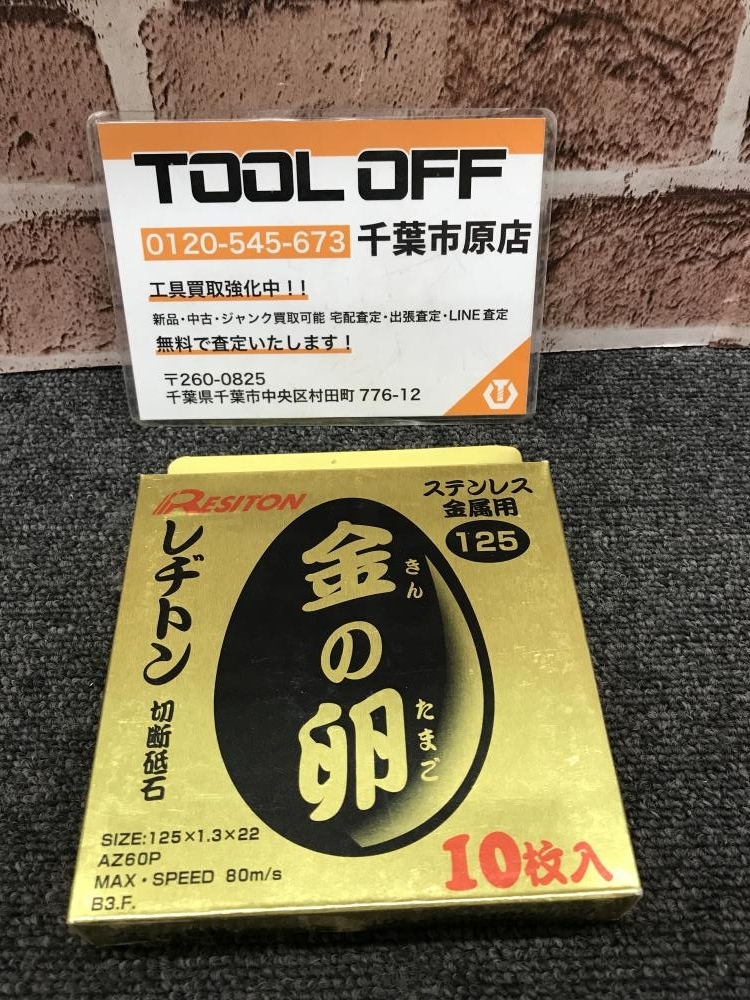 TOOL OFF
0120-545-673 千葉市原店
工具買取強化中！！
新品・中古・ジャンク買取可能 宅配査定・出張査定・LINE査定
無料で査定いたします！
〒260-0825
千葉県千葉市中央区村田町 776-12
RESITON
レヂトン
切断砥石
金の卵
きん
たまご
ステンレス
金属用
125
SIZE:125×1.3×22
AZ60P
MAX・SPEED 80m/s
B3.F.
10枚入